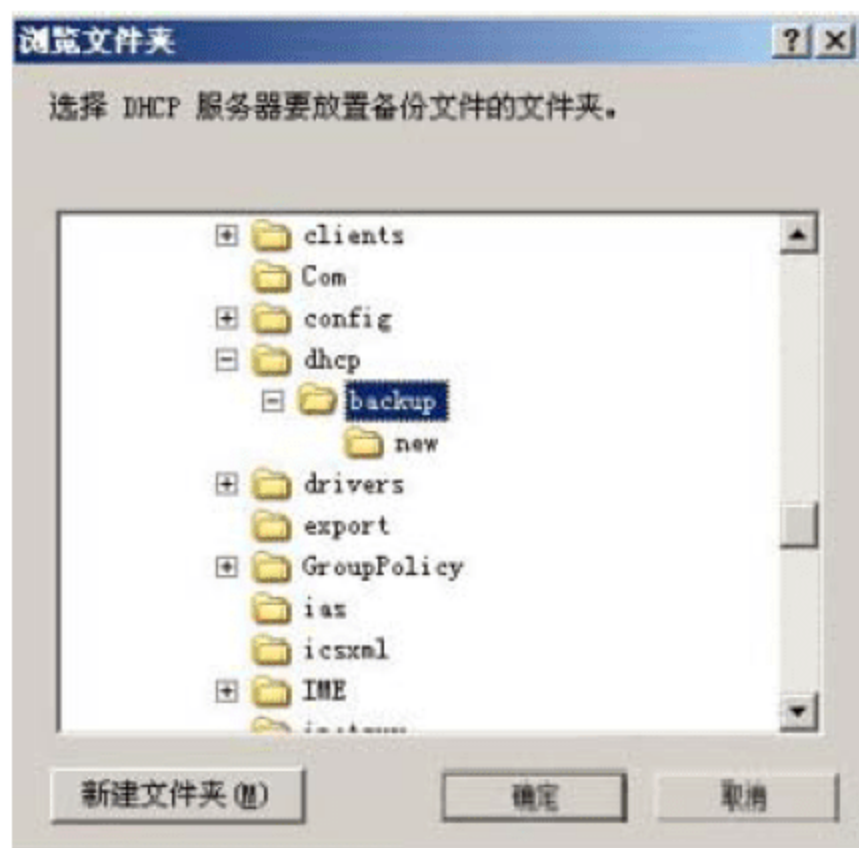 浏览文件夹
选择 DHCP 服务器要放置备份文件的文件夹。
clients
Com
config
dhcp
backup
new
drivers
export
GroupPolicy
ias
icsxml
IME
新建文件夹(M) 确定 取消